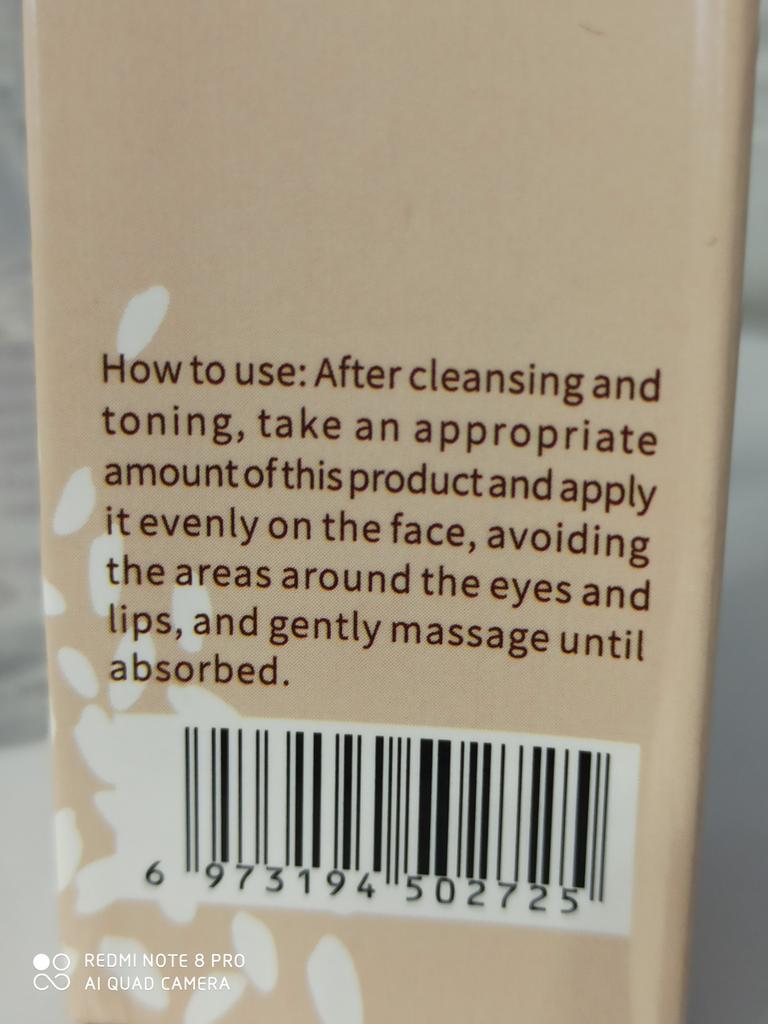 How to use: After cleansing and
toning, take an appropriate
amount of this product and apply
it evenly on the face, avoiding
the areas around the eyes and
lips, and gently massage until
absorbed.
6 973194 502725
REDMI NOTE 8 PRO
AI QUAD CAMERA